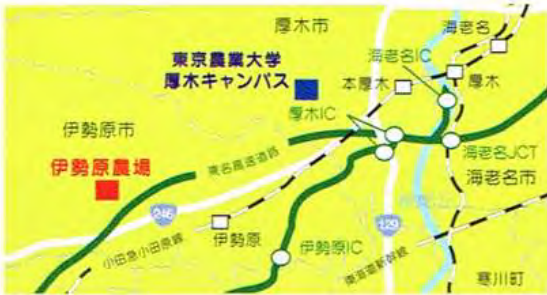 厚木市
海老名
東京農業大学
厚木キャンパス
海老名IC
本厚木
厚木
厚木IC
伊勢原市
東名高速道路
海老名JCT
伊勢原農場
海老名市
246
129
伊勢原
小田急小田原線
伊勢原IC
東海道新幹線
寒川町